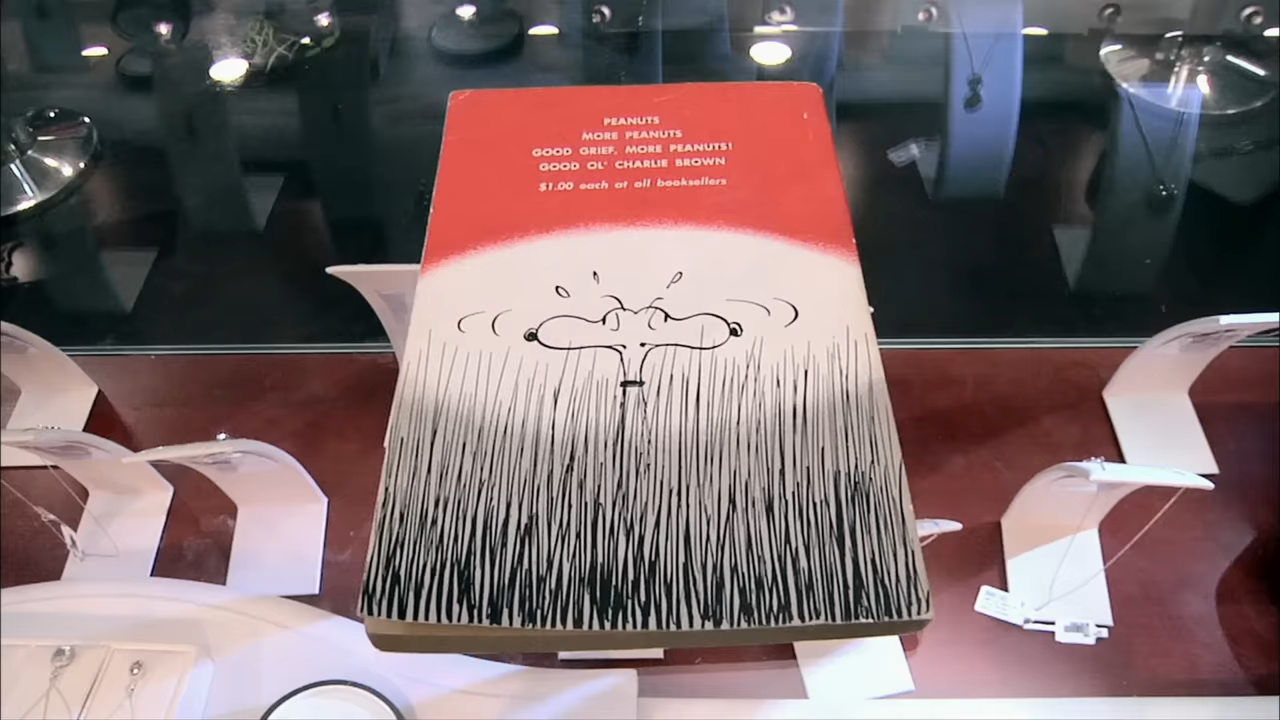 PEANUTS
MORE PEANUTS
GOOD GRIEF, MORE PEANUTS!
GOOD OL' CHARLIE BROWN
$1.00 each at all booksellers